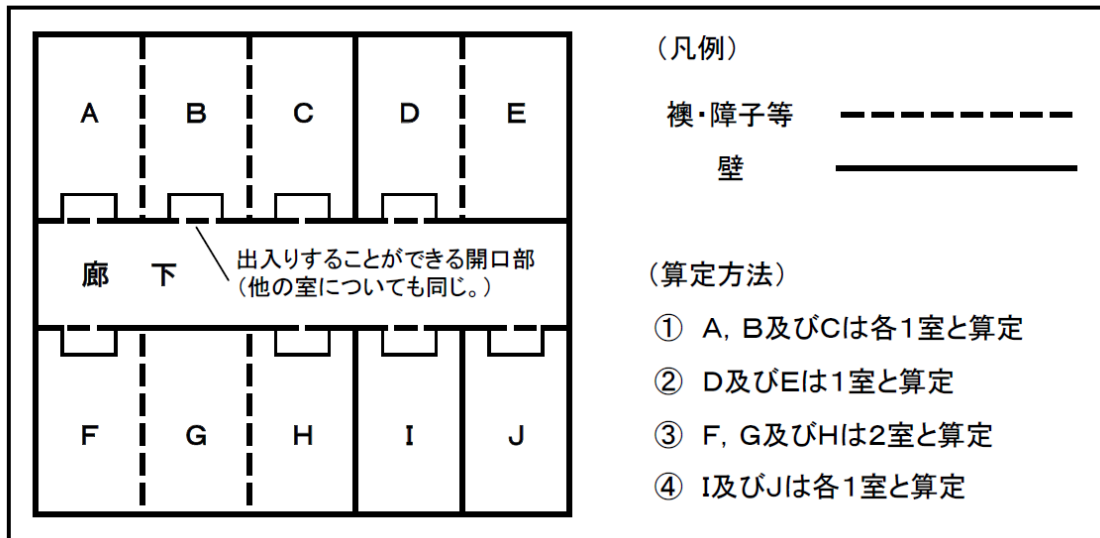 A B C D E
出入りすることができる開口部
(他の室についても同じ。)
廊 下
F G H I J
(凡例)
襖・障子等
壁
(算定方法)
① A, B及びCは各1室と算定
② D及びEは1室と算定
③ F, G及びHは2室と算定
④ I及びJは各1室と算定